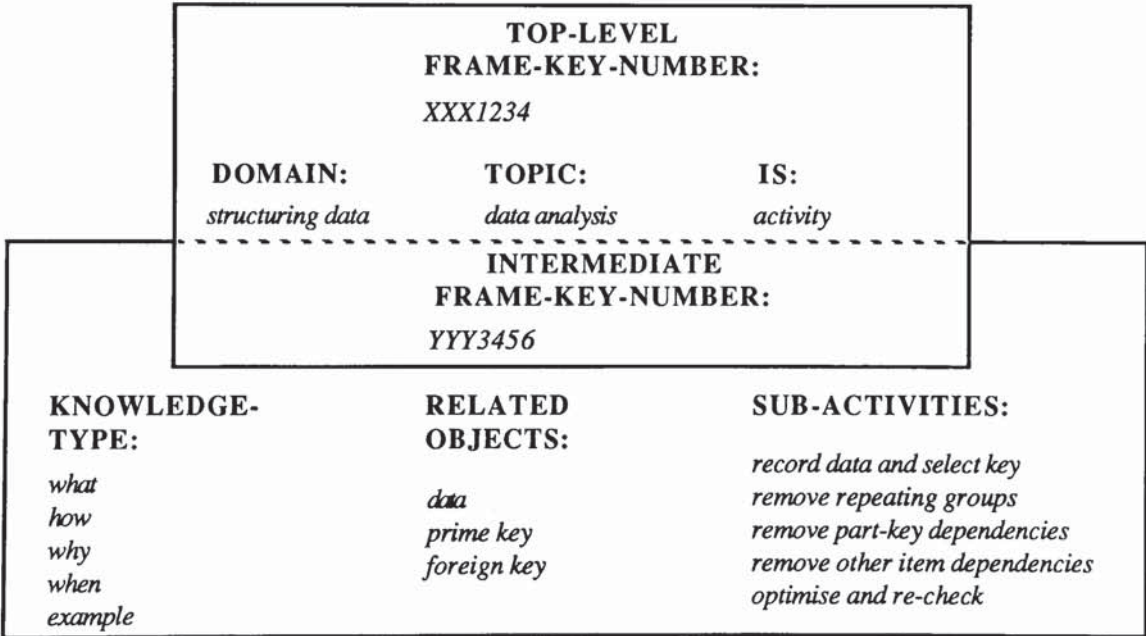 TOP-LEVEL
FRAME-KEY-NUMBER:
XXX1234
DOMAIN: TOPIC: IS:
structuring data data analysis activity
INTERMEDIATE
FRAME-KEY-NUMBER:
YYY3456
KNOWLEDGE-
TYPE:
what
how
why
when
example
RELATED
OBJECTS:
data
prime key
foreign key
SUB-ACTIVITIES:
record data and select key
remove repeating groups
remove part-key dependencies
remove other item dependencies
optimise and re-check